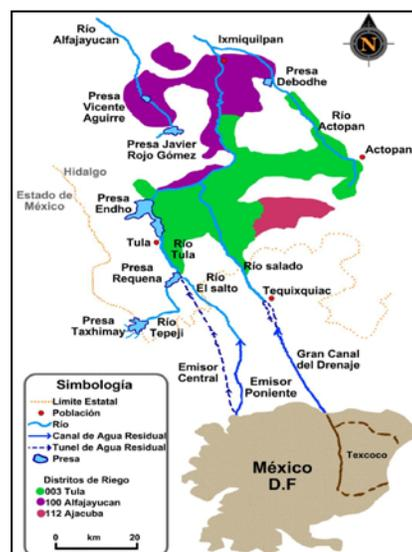 Río
Alfajayucan
Ixmiquilpan
N
Presa
Debodhe
Presa
Vicente
Aguirre
Río
Actopan
Presa Javier
Rojo Gómez
Actopan
Hidalgo
Estado de
México
Presa
Endho
Tula
Río
Tula
Presa
Requena
Río
El salto
Río salado
Tequixquiac
Presa
Taxhimay
Río
Tepeji
Emisor
Central
Emisor
Poniente
Gran Canal
del Drenaje
México
D.F
Texcoco
Simbología
Limite Estatal
Población
Río
Canal de Agua Residual
Tunel de Agua Residual
Presa
Distritos de Riego
003 Tula
100 Alfajayucan
112 Ajacuba
0 20
km